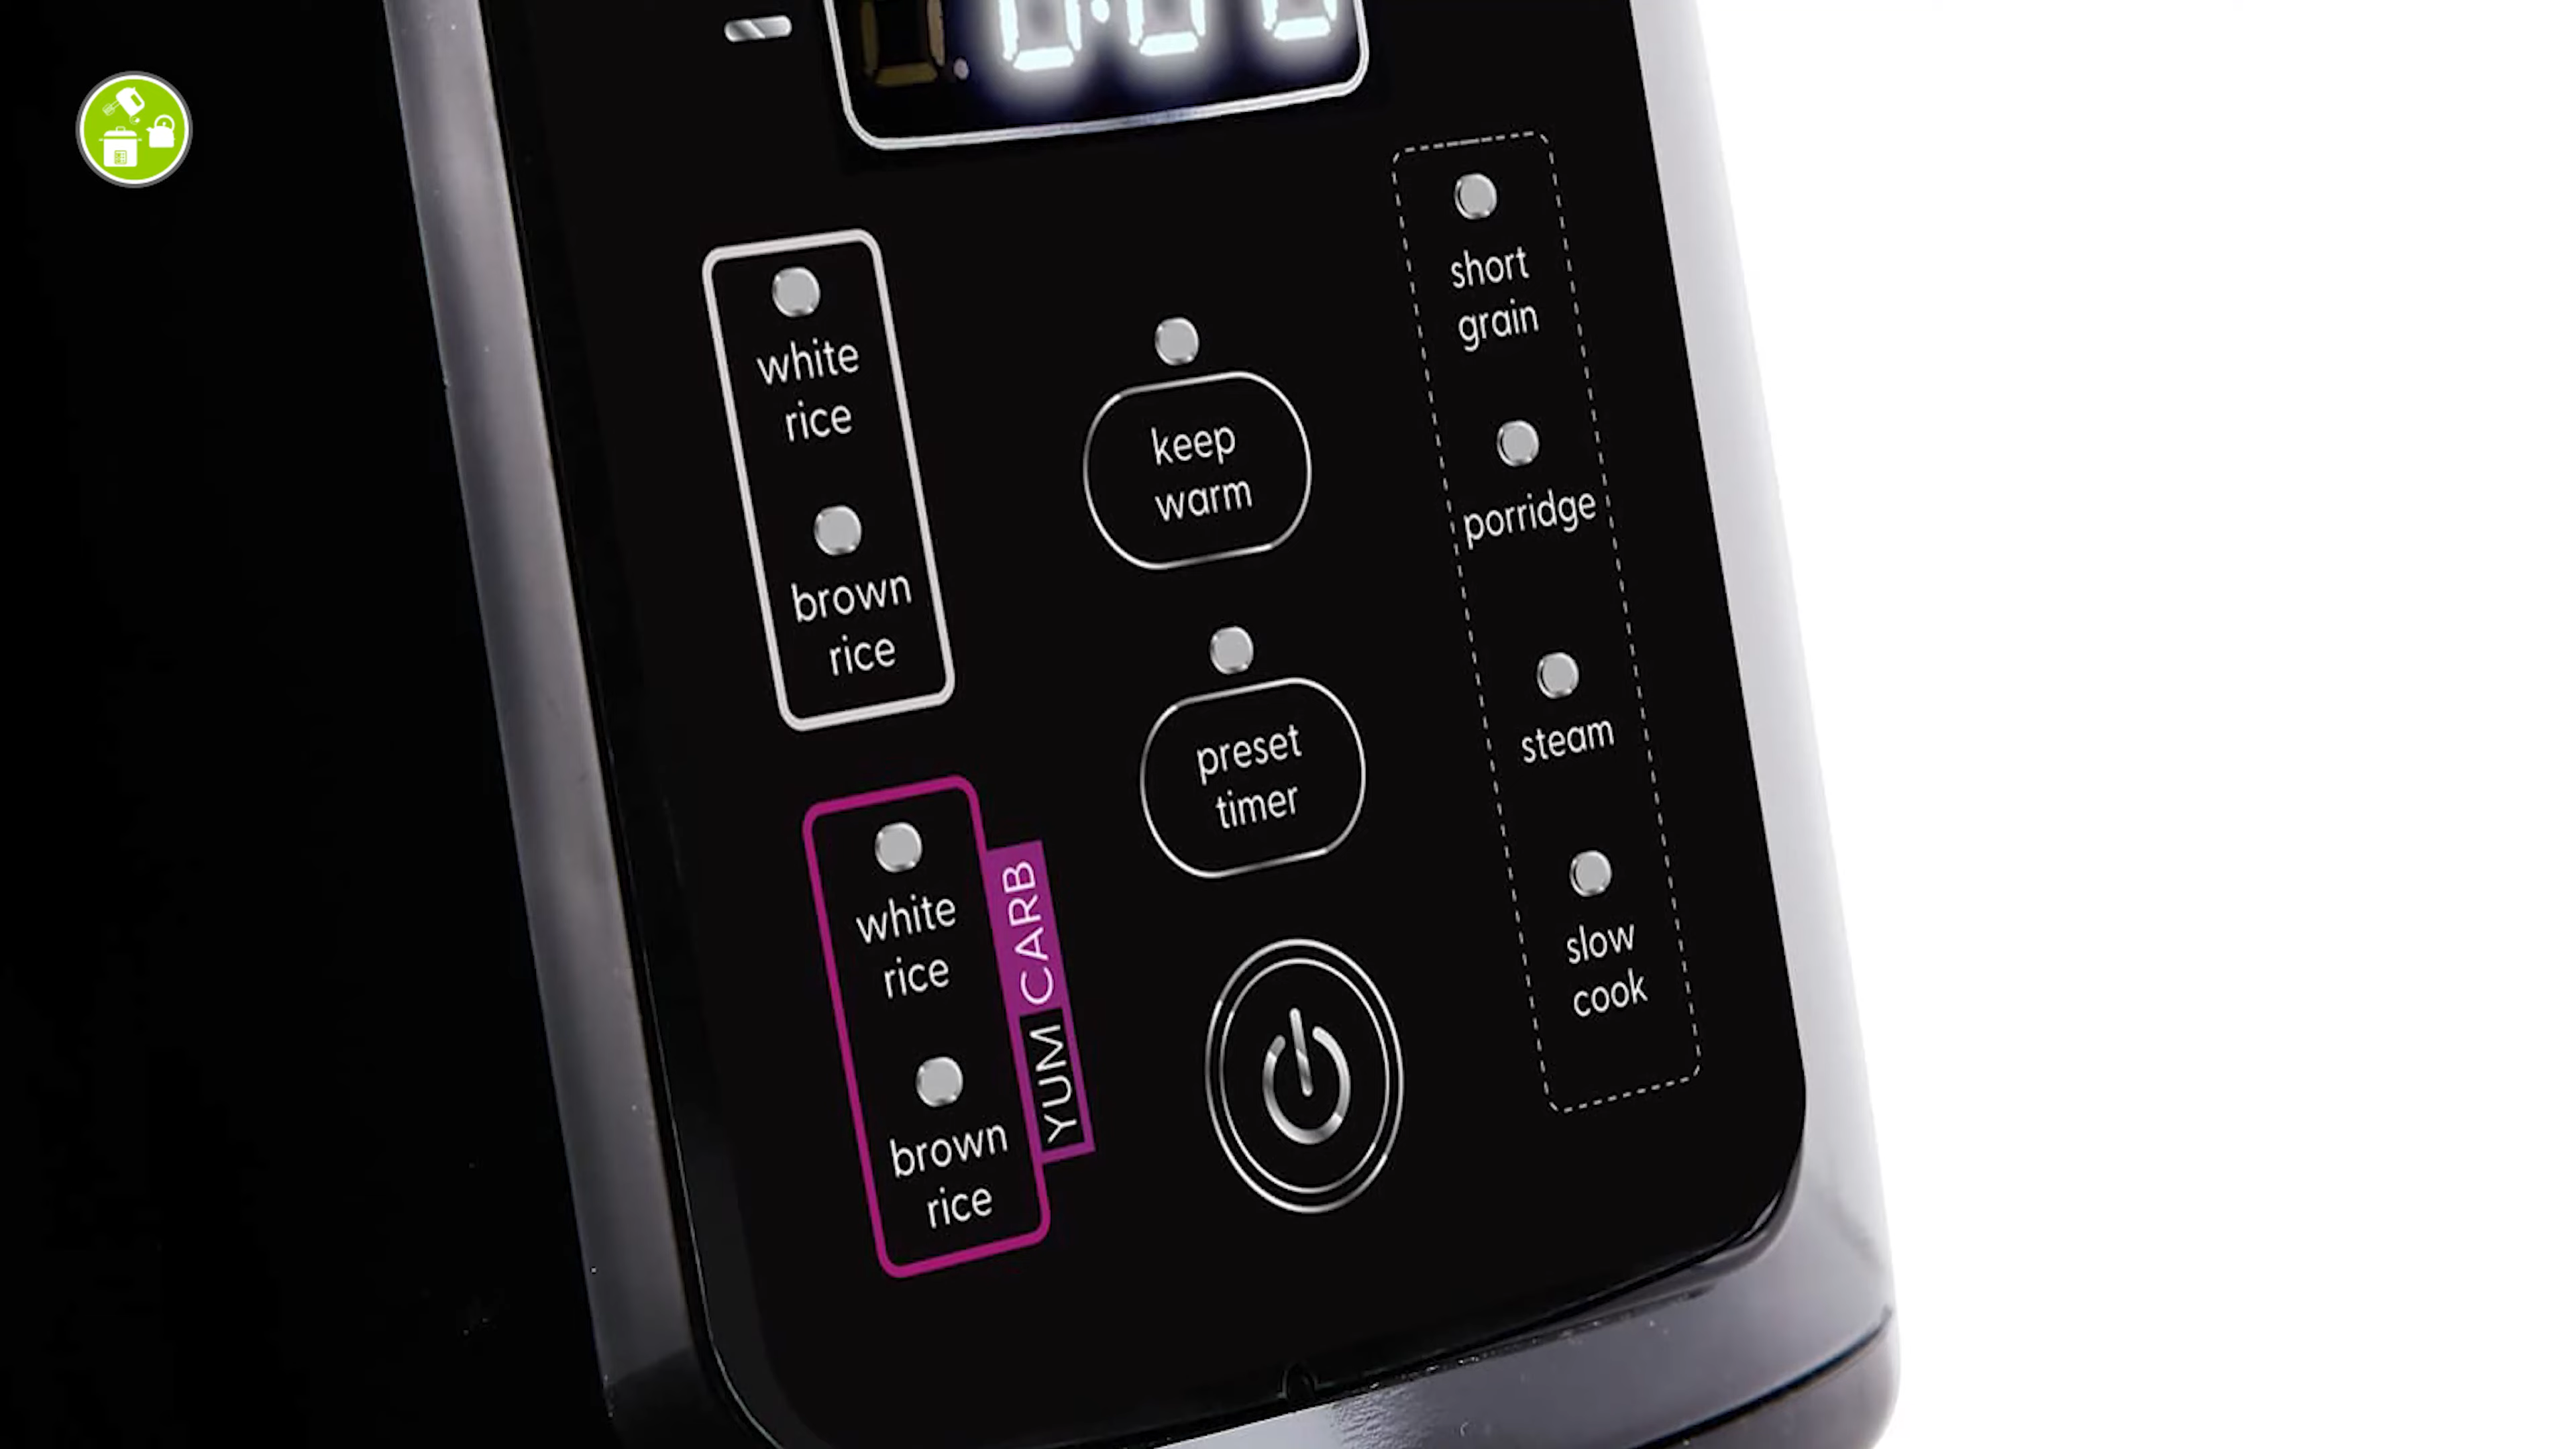 white
rice
brown
rice
white
rice
brown
rice
YUM CARB
keep
warm
preset
timer
short
grain
porridge
steam
slow
cook